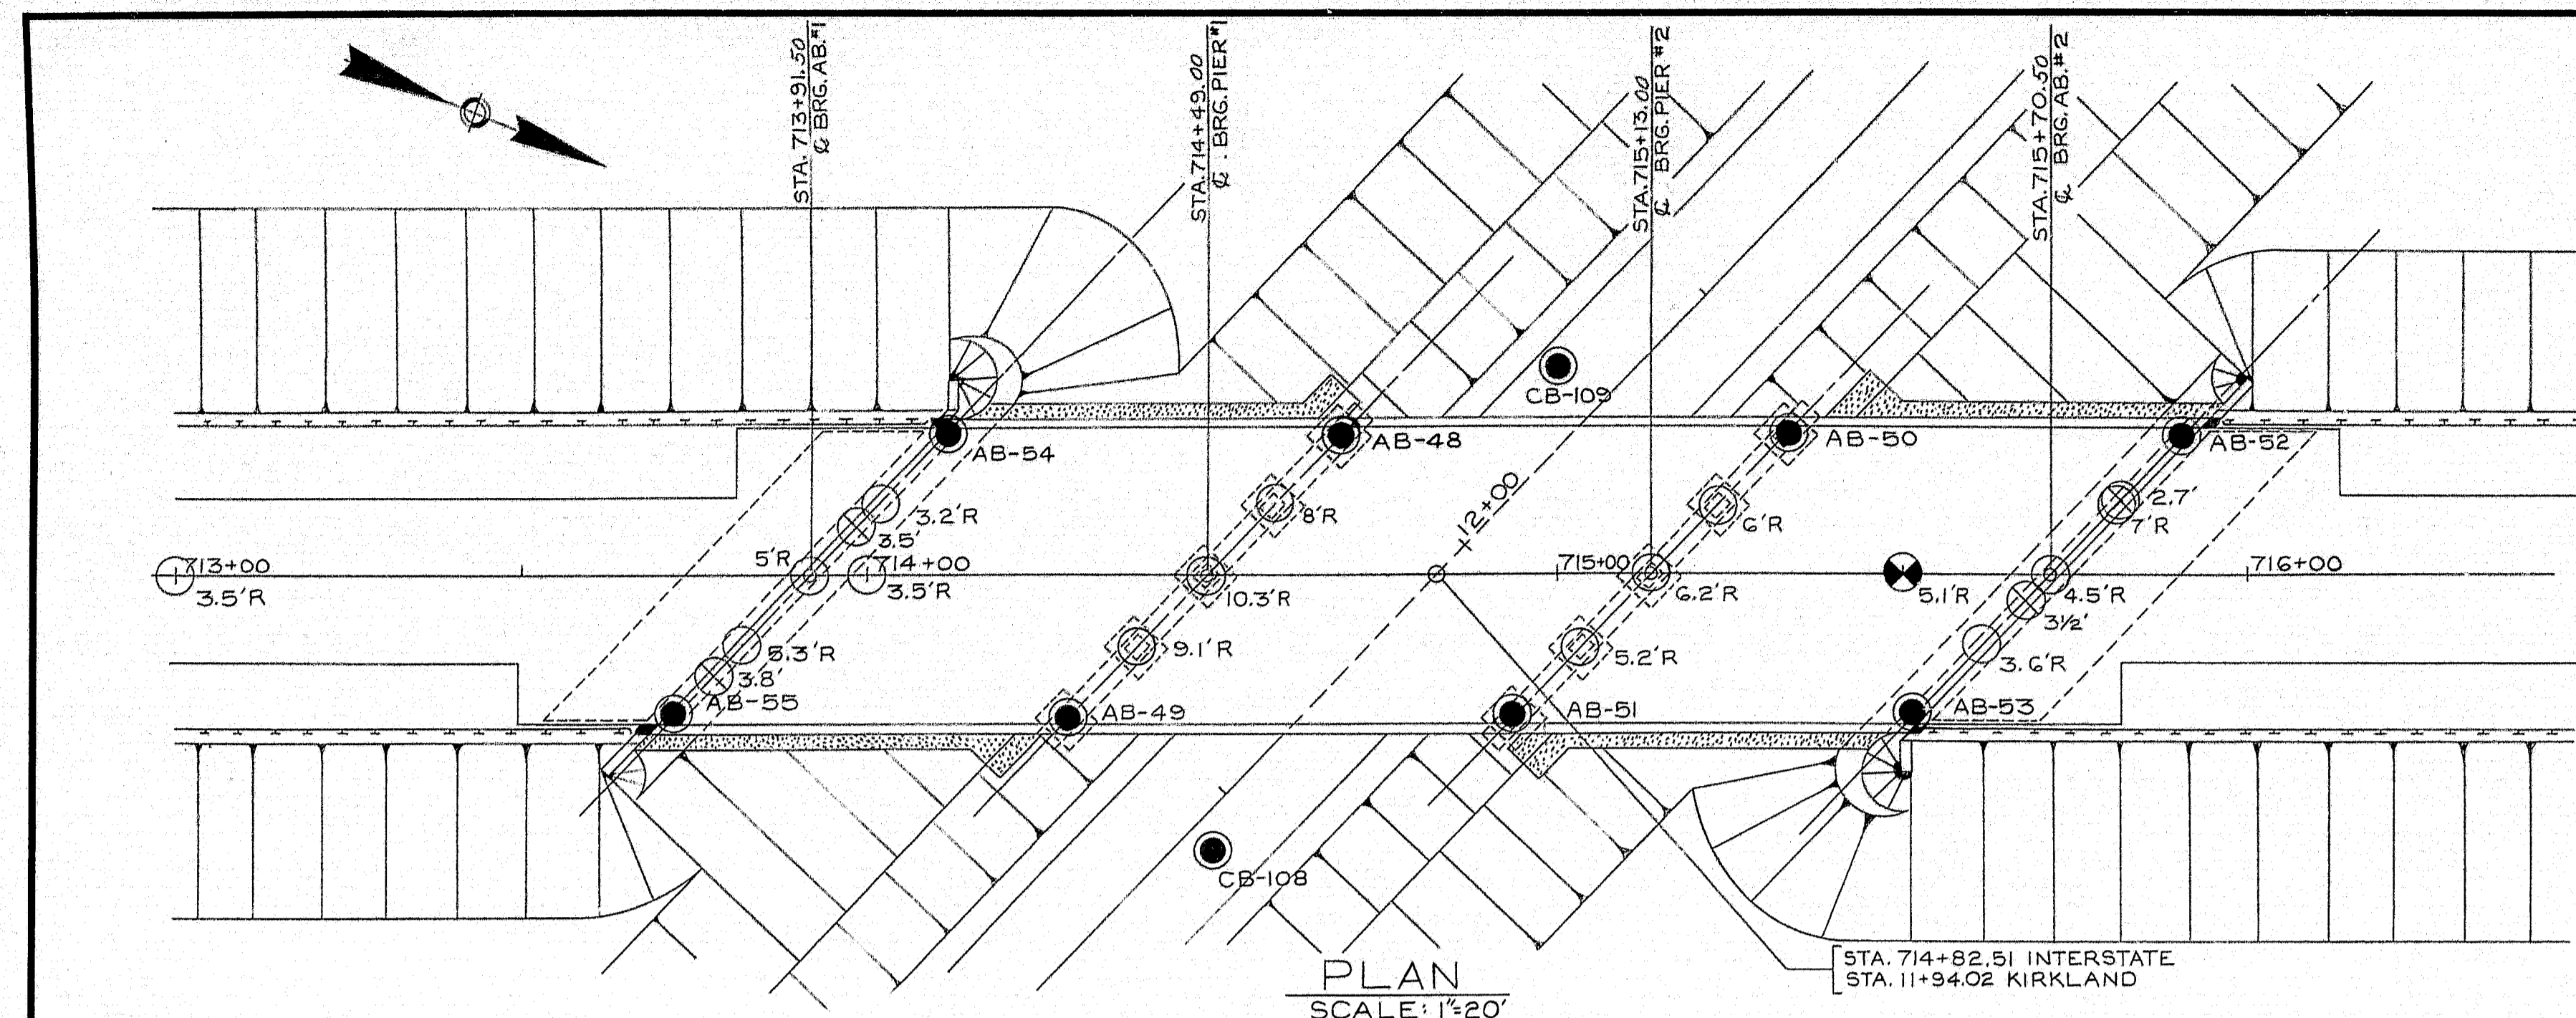 STA. 713+91.50
℄ BRG. AB. #1
STA. 714+49.00
℄ . BRG. PIER #1
STA. 715+13.00
℄ BRG. PIER #2
STA. 715+70.50
℄ BRG. AB. #2
CB-109
AB-54
AB-48
AB-50
AB-52
12+00
3.2'R
8'R
6'R
2.7'
7'R
3.5'
5'R
713+00
3.5'R
714+00
3.5'R
10.3'R
715+00
6.2'R
5.1'R
4.5'R
716+00
3½'
5.3'R
9.1'R
5.2'R
3.6'R
3.8'
AB-55
AB-49
AB-51
AB-53
CB-108
STA. 714+82.51 INTERSTATE
STA. 11+94.02 KIRKLAND
PLAN
SCALE: 1"=20'